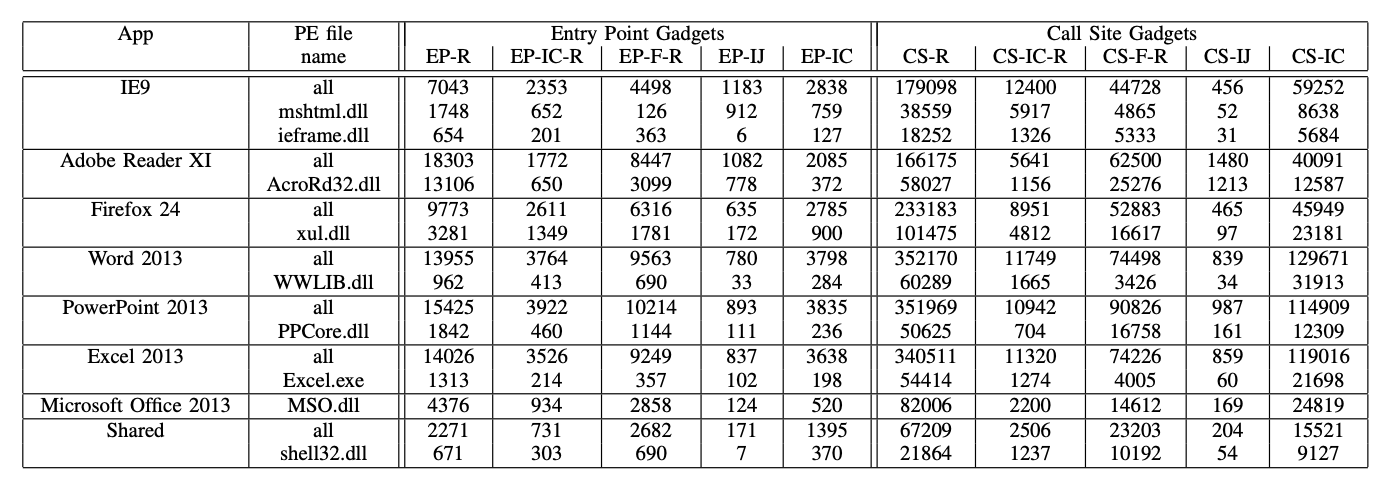 App PE file Entry Point Gadgets Call Site Gadgets
name EP-R EP-IC-R EP-F-R EP-IJ EP-IC CS-R CS-IC-R CS-F-R CS-IJ CS-IC
IE9 all 7043 2353 4498 1183 2838 179098 12400 44728 456 59252
mshtml.dll 1748 652 126 912 759 38559 5917 4865 52 8638
ieframe.dll 654 201 363 6 127 18252 1326 5333 31 5684
Adobe Reader XI all 18303 1772 8447 1082 2085 166175 5641 62500 1480 40091
AcroRd32.dll 13106 650 3099 778 372 58027 1156 25276 1213 12587
Firefox 24 all 9773 2611 6316 635 2785 233183 8951 52883 465 45949
xul.dll 3281 1349 1781 172 900 101475 4812 16617 97 23181
Word 2013 all 13955 3764 9563 780 3798 352170 11749 74498 839 129671
WWLIB.dll 962 413 690 33 284 60289 1665 3426 34 31913
PowerPoint 2013 all 15425 3922 10214 893 3835 351969 10942 90826 987 114909
PPCore.dll 1842 460 1144 111 236 50625 704 16758 161 12309
Excel 2013 all 14026 3526 9249 837 3638 340511 11320 74226 859 119016
Excel.exe 1313 214 357 102 198 54414 1274 4005 60 21698
Microsoft Office 2013 MSO.dll 4376 934 2858 124 520 82006 2200 14612 169 24819
Shared all 2271 731 2682 171 1395 67209 2506 23203 204 15521
shell32.dll 671 303 690 7 370 21864 1237 10192 54 9127